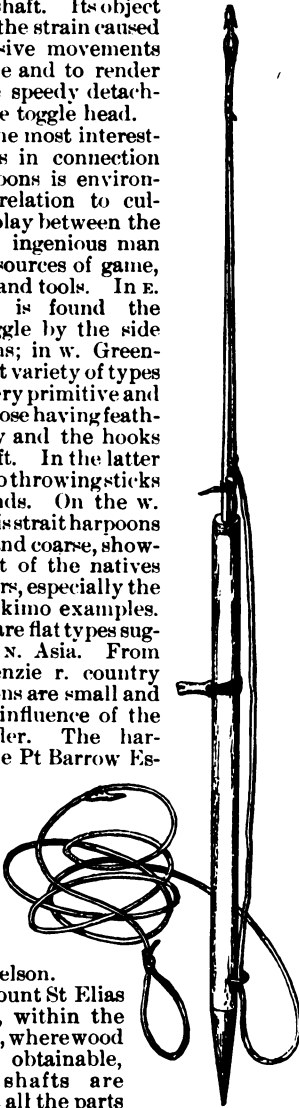 shaft. Its object
the strain caused
sive movements
e and to render
speedy detach-
e toggle head.
ne most interest-
s in connection
oons is environ-
relation to cul-
play between the
ingenious man
sources of game,
and tools. In E.
is found the
ggle by the side
ns; in w. Green-
t variety of types
ry primitive and
ose having feath-
y and the hooks
ft. In the latter
o throwing sticks
nds. On the w.
is strait harpoons
nd coarse, show-
t of the natives
rs, especially the
kimo examples.
are flat types sug-
N. Asia. From
enzie r. country
ns are small and
influence of the
ler. The har-
e Pt Barrow Es-
elson.
ount St Elias
, within the
, where wood
obtainable,
shafts are
all the parts